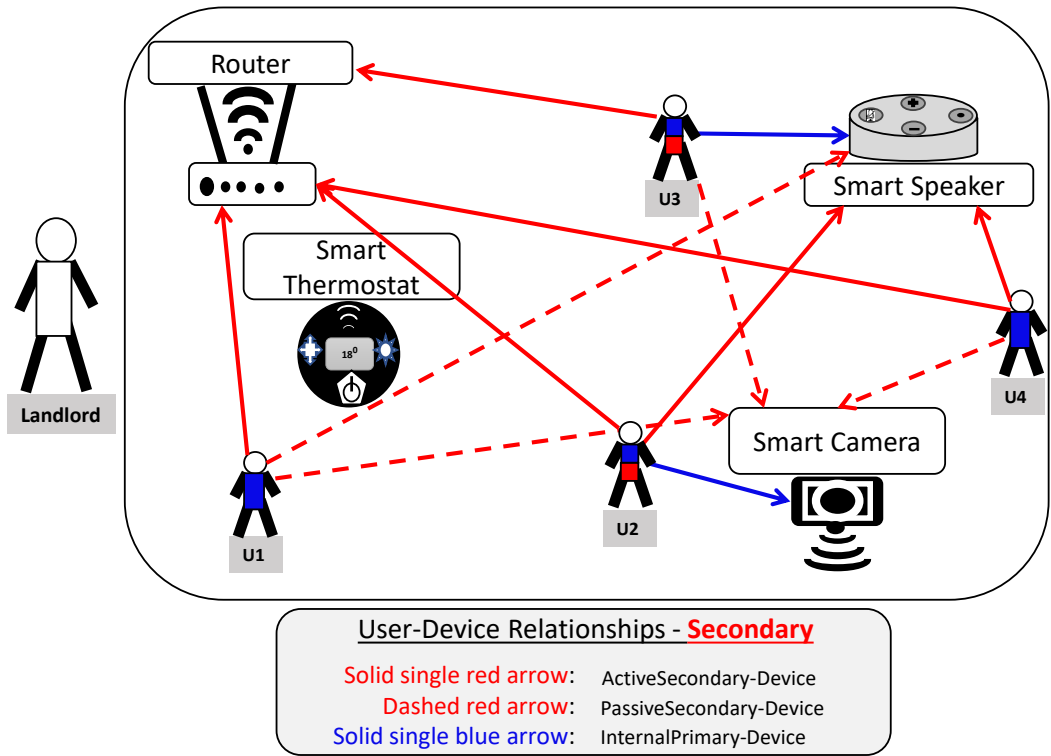 Router
U3
Smart Speaker
Smart
Thermostat
18⁰
Landlord
U4
Smart Camera
U1
U2
User-Device Relationships - Secondary
Solid single red arrow: ActiveSecondary-Device
Dashed red arrow: PassiveSecondary-Device
Solid single blue arrow: InternalPrimary-Device